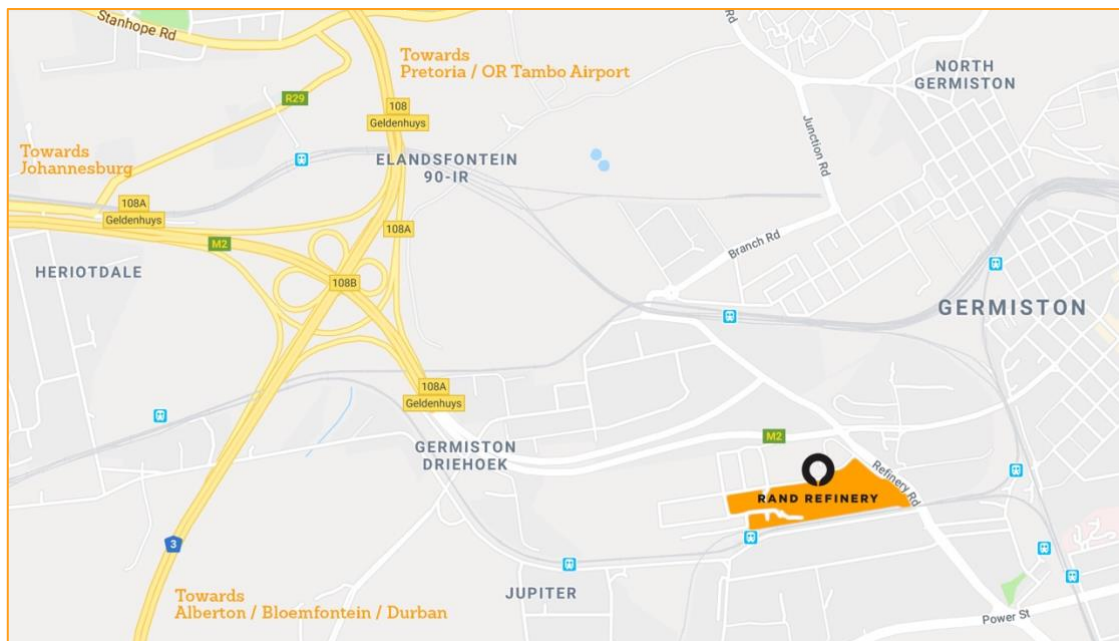 Stanhope Rd
Towards
Pretoria / OR Tambo Airport
Rd
NORTH
GERMISTON
R29
108
Geldenhuys
Junction Rd
Towards
Johannesburg
ELANDSFONTEIN
90-IR
108A
Geldenhuys
108A
M2
Branch Rd
HERIOTDALE
108B
GERMISTON
108A
Geldenhuys
GERMISTON
DRIEHOEK
M2
Refinery Rd
RAND REFINERY
3
JUPITER
Towards
Alberton / Bloemfontein / Durban
Power St